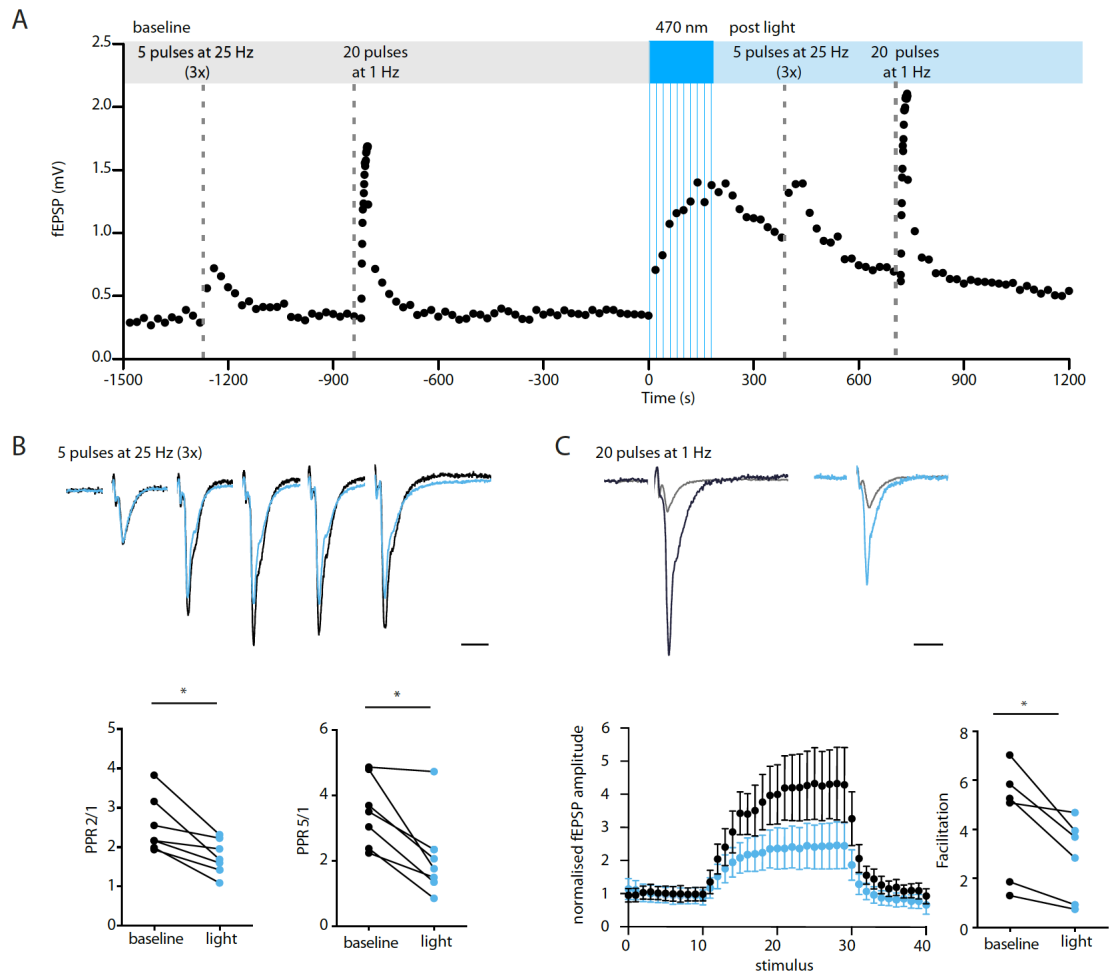 A
baseline
470 nm
post light
5 pulses at 25 Hz
(3x)
20 pulses
at 1 Hz
5 pulses at 25 Hz
(3x)
20 pulses
at 1 Hz
fEPSP (mV)
2.5
2.0
1.5
1.0
0.5
0.0
-1500
-1200
-900
-600
-300
0
300
600
900
1200
Time (s)
B
5 pulses at 25 Hz (3x)
*
PPR 2/1
5
4
3
2
1
0
baseline
light
*
PPR 5/1
6
4
2
0
baseline
light
C
20 pulses at 1 Hz
normalised fEPSP amplitude
6
5
4
3
2
1
0
0
10
20
30
40
stimulus
*
Facilitation
8
6
4
2
0
baseline
light